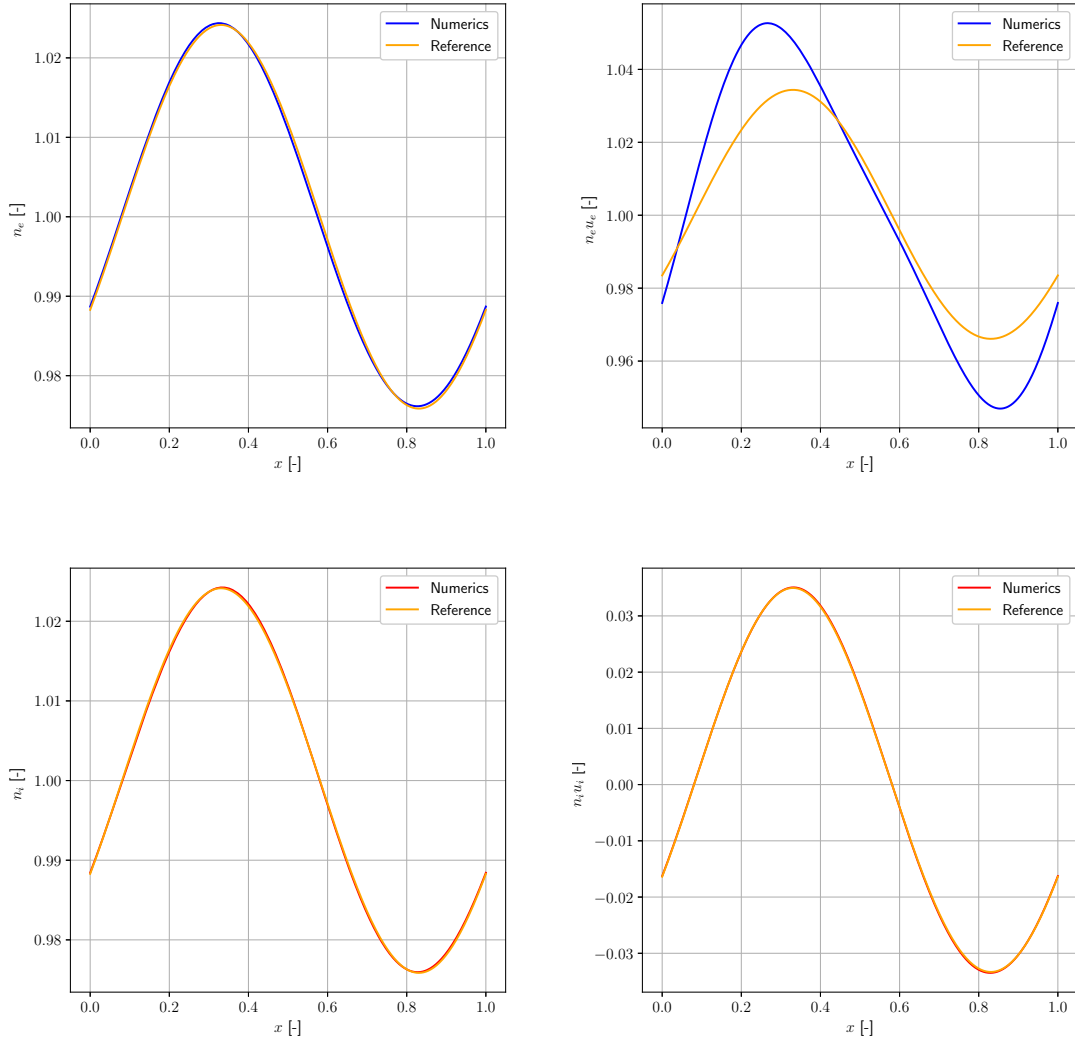 Numerics
Reference
1.02
1.01
1.00
0.99
0.98
n_e [-]
0.0 0.2 0.4 0.6 0.8 1.0
x [-]
Numerics
Reference
1.04
1.02
1.00
0.98
0.96
n_e u_e [-]
0.0 0.2 0.4 0.6 0.8 1.0
x [-]
Numerics
Reference
1.02
1.01
1.00
0.99
0.98
n_i [-]
0.0 0.2 0.4 0.6 0.8 1.0
x [-]
Numerics
Reference
0.03
0.02
0.01
0.00
−0.01
−0.02
−0.03
n_i u_i [-]
0.0 0.2 0.4 0.6 0.8 1.0
x [-]